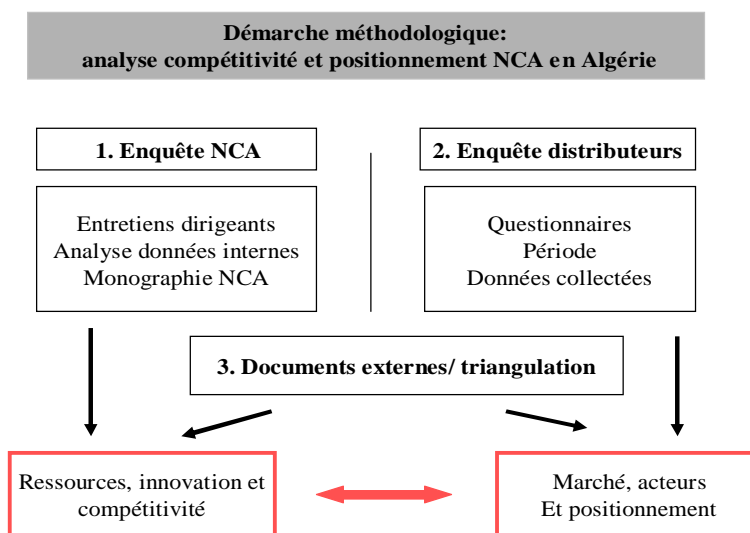 Démarche méthodologique:
analyse compétitivité et positionnement NCA en Algérie
1. Enquête NCA
2. Enquête distributeurs
Entretiens dirigeants
Analyse données internes
Monographie NCA
Questionnaires
Période
Données collectées
3. Documents externes/ triangulation
Ressources, innovation et
compétitivité
Marché, acteurs
Et positionnement